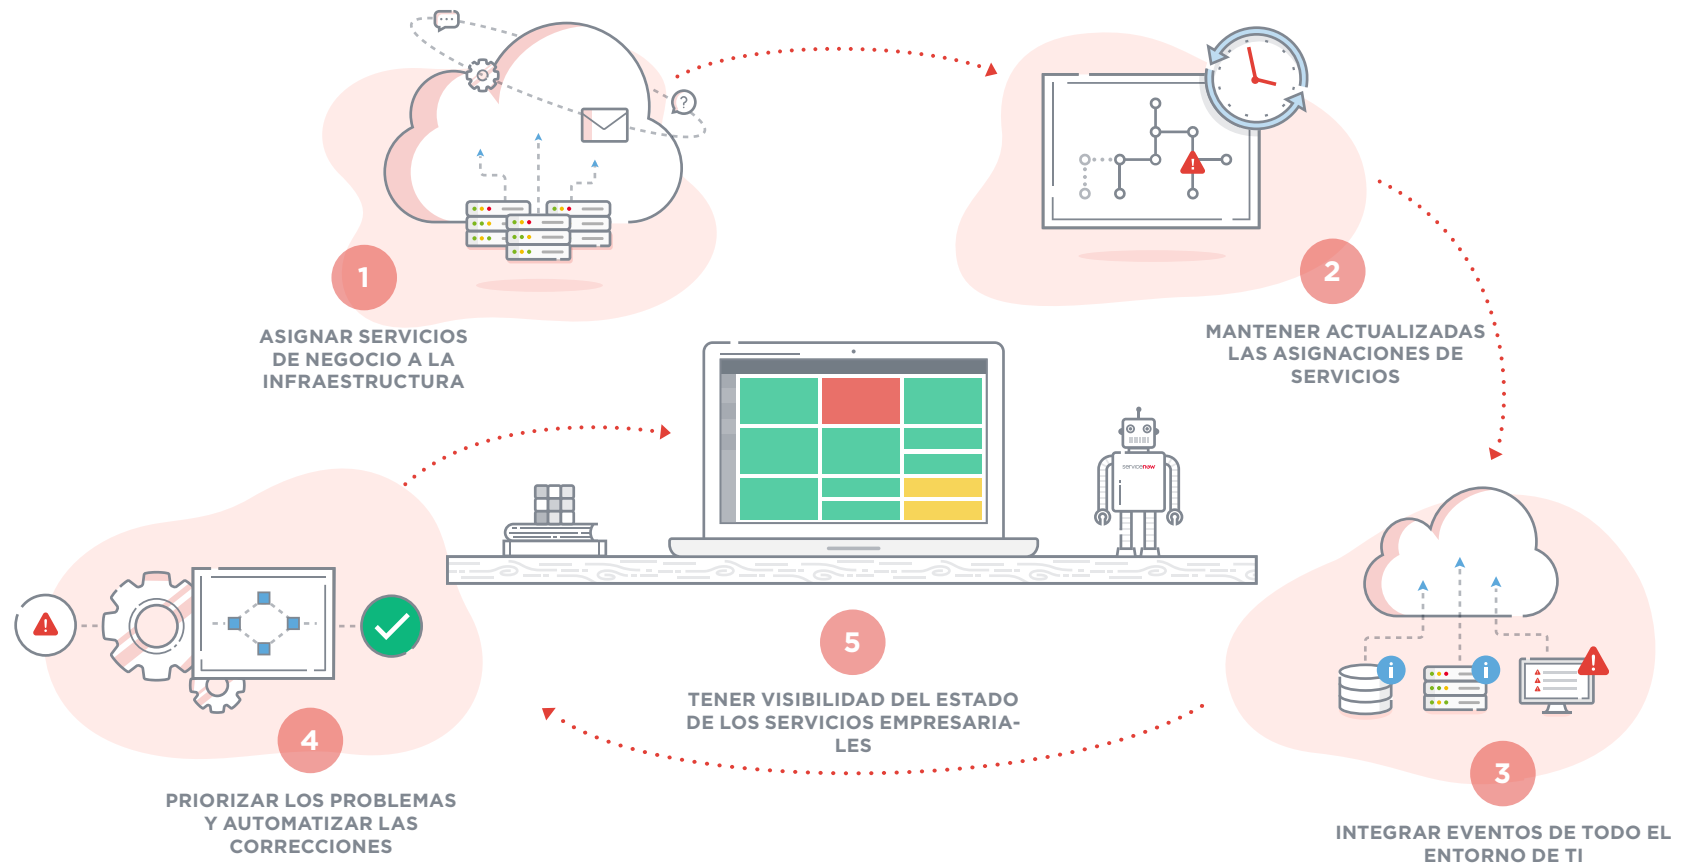 1
ASIGNAR SERVICIOS
DE NEGOCIO A LA
INFRAESTRUCTURA
2
MANTENER ACTUALIZADAS
LAS ASIGNACIONES DE
SERVICIOS
servicenow
3
INTEGRAR EVENTOS DE TODO EL
ENTORNO DE TI
4
PRIORIZAR LOS PROBLEMAS
Y AUTOMATIZAR LAS
CORRECCIONES
5
TENER VISIBILIDAD DEL ESTADO
DE LOS SERVICIOS EMPRESARIA-
LES